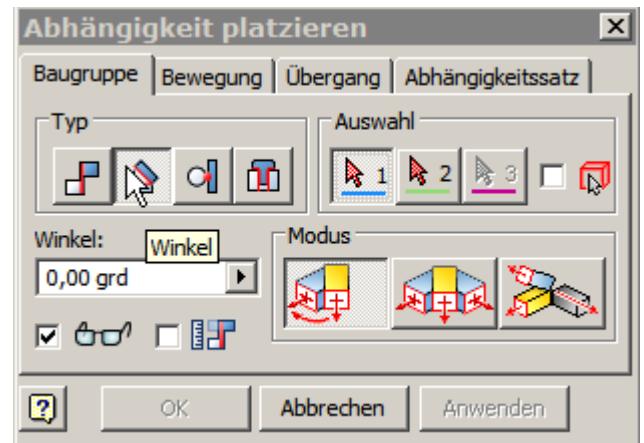 Abhängigkeit platzieren
Baugruppe Bewegung Übergang Abhängigkeitssatz
Typ Auswahl
1 2 3
Winkel: Winkel Modus
0,00 grd
OK Abbrechen Anwenden